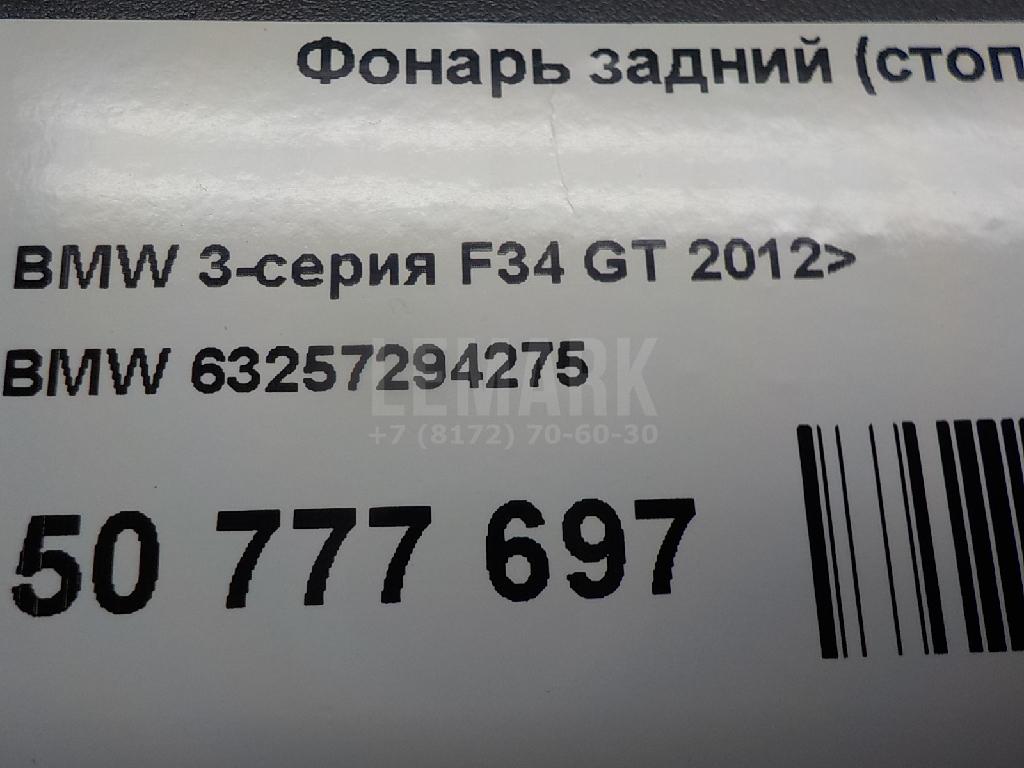 Фонарь задний (стоп
BMW 3-серия F34 GT 2012>
BMW 63257294275
LEMARK
+7 (8172) 70-60-30
50 777 697